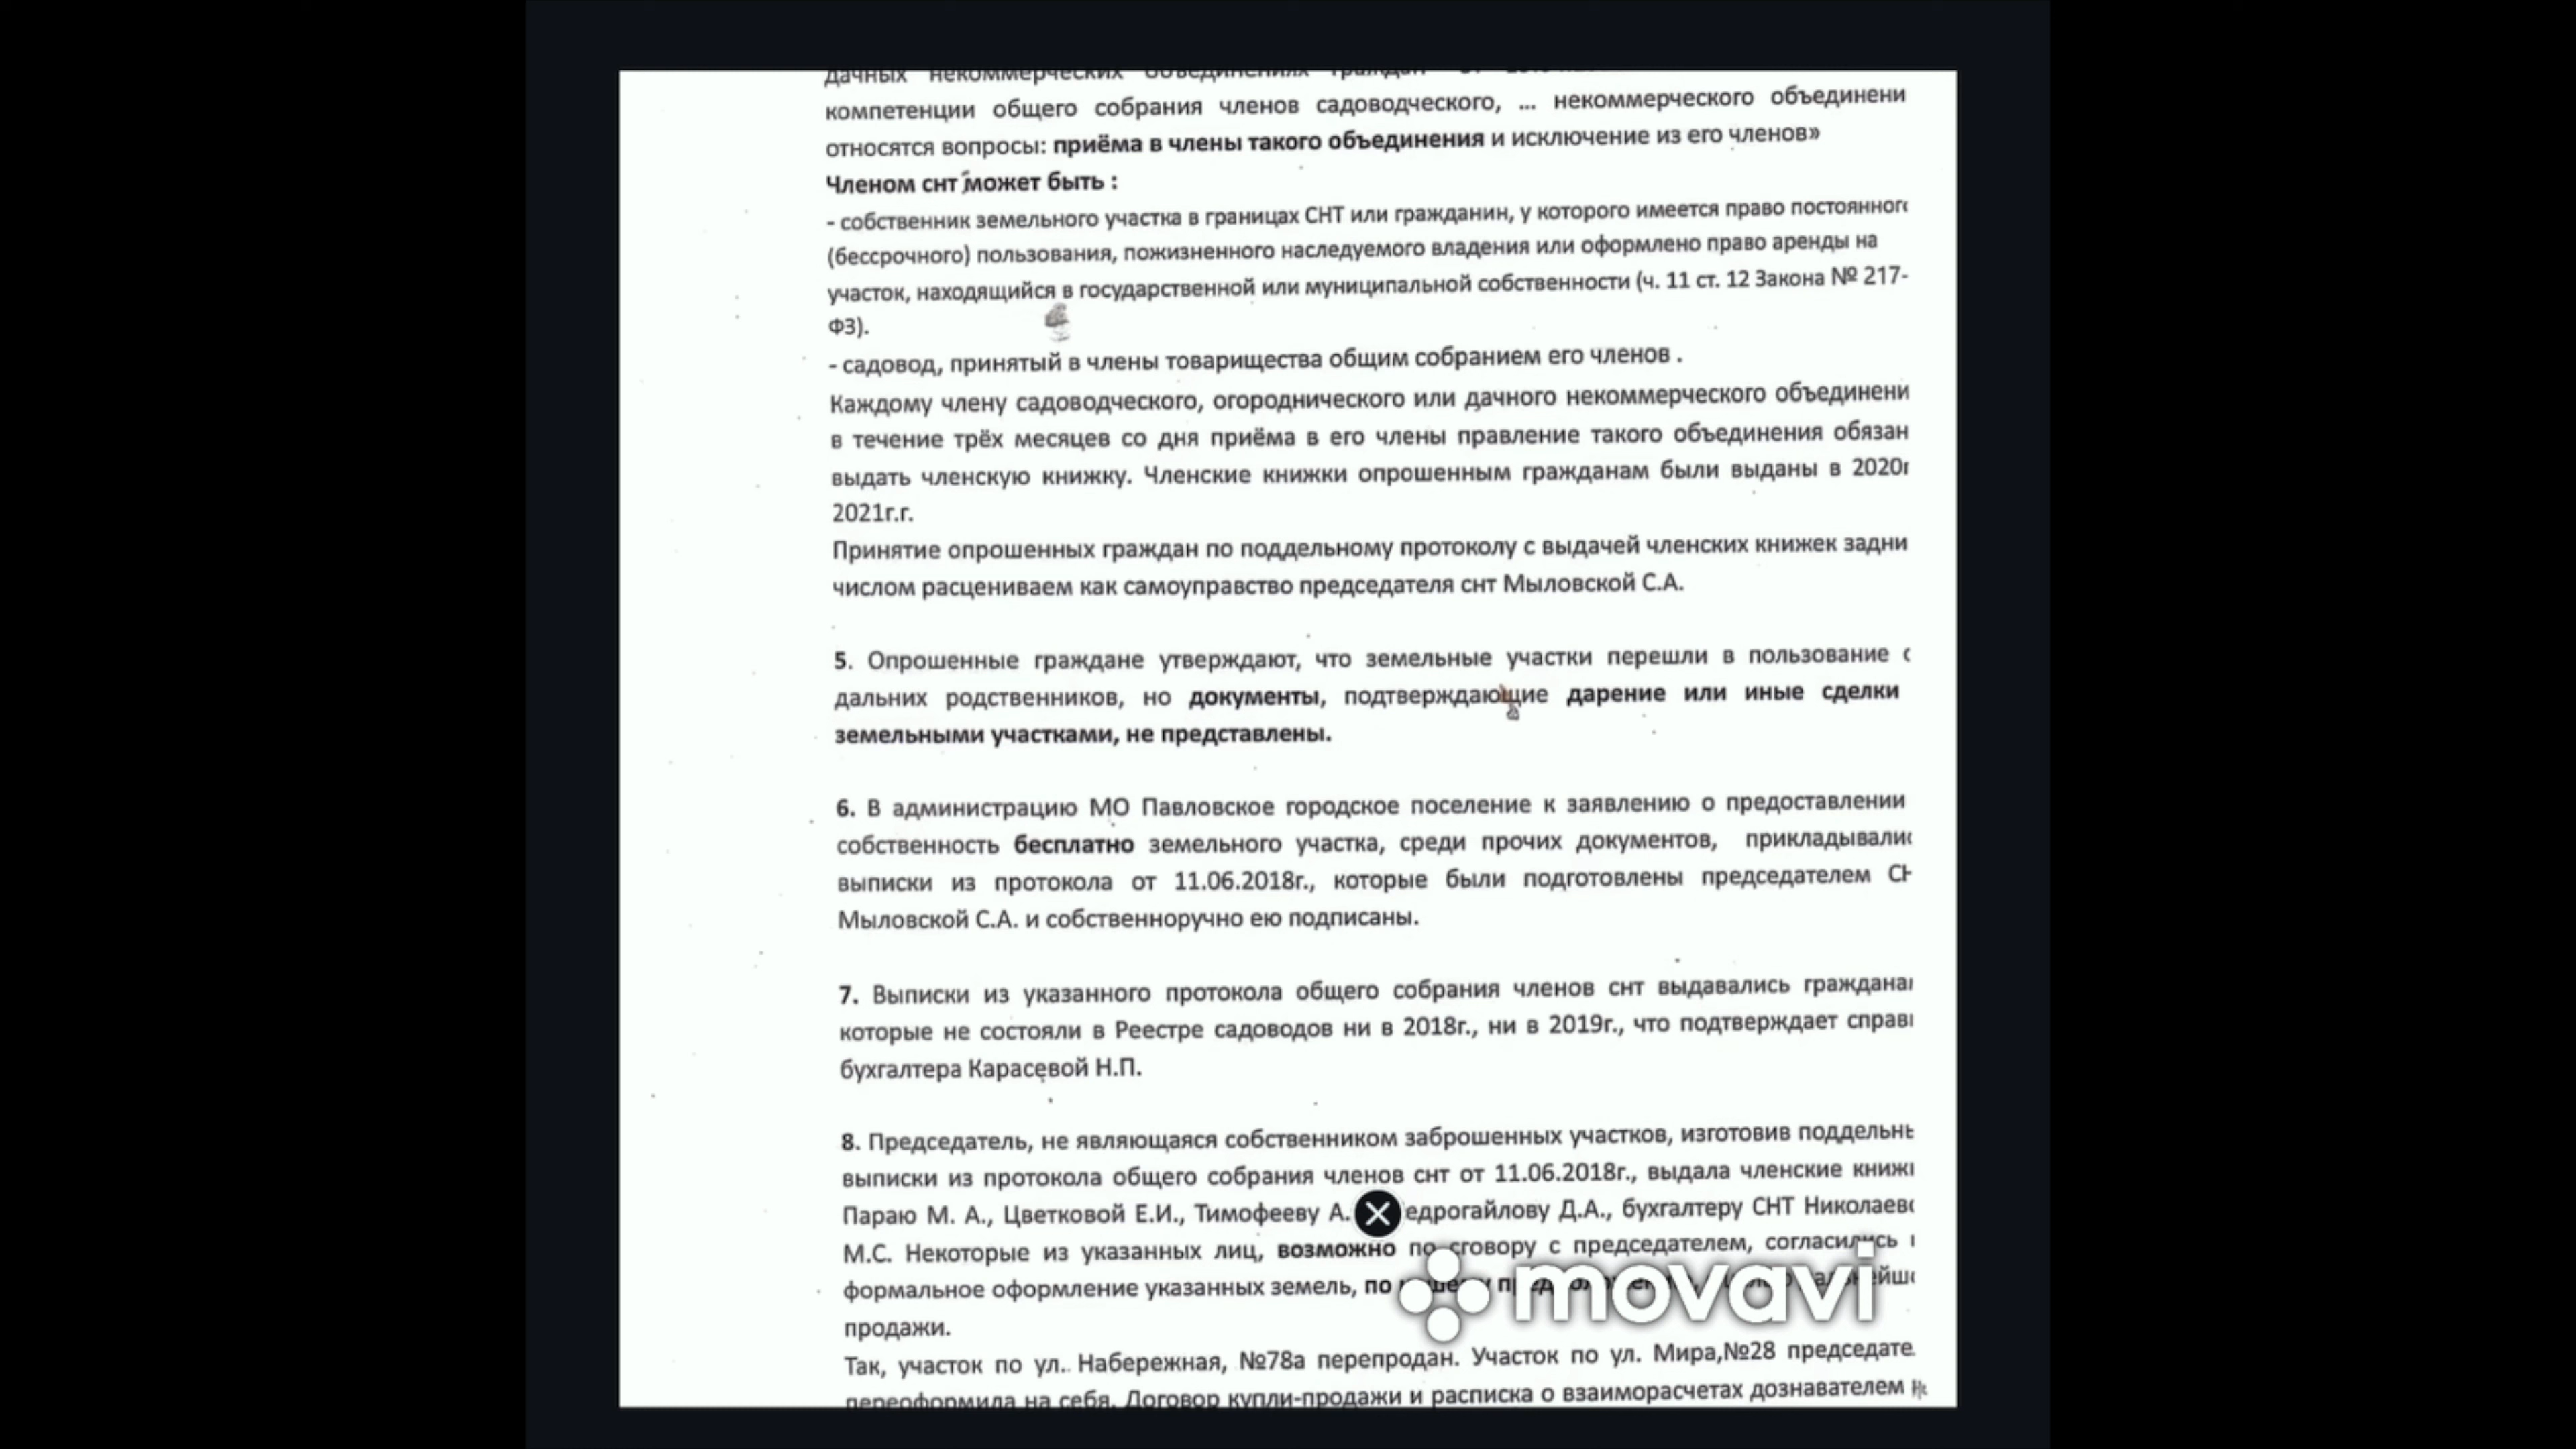 дачных некоммерческих объединениях граждан
компетенции общего собрания членов садоводческого, ... некоммерческого объединени
относятся вопросы: приёма в члены такого объединения и исключение из его членов»
Членом снт может быть :
- собственник земельного участка в границах СНТ или гражданин, у которого имеется право постоянного
(бессрочного) пользования, пожизненного наследуемого владения или оформлено право аренды на
участок, находящийся в государственной или муниципальной собственности (ч. 11 ст. 12 Закона № 217-
ФЗ).
- садовод, принятый в члены товарищества общим собранием его членов .
Каждому члену садоводческого, огороднического или дачного некоммерческого объединени
в течение трёх месяцев со дня приёма в его члены правление такого объединения обязан
выдать членскую книжку. Членские книжки опрошенным гражданам были выданы в 2020г
2021г.г.
Принятие опрошенных граждан по поддельному протоколу с выдачей членских книжек задни
числом расцениваем как самоуправство председателя снт Мыловской С.А.
5. Опрошенные граждане утверждают, что земельные участки перешли в пользование о
дальних родственников, но документы, подтверждающие дарение или иные сделки
земельными участками, не представлены.
6. В администрацию МО Павловское городское поселение к заявлению о предоставлении
собственность бесплатно земельного участка, среди прочих документов, прикладывалис
выписки из протокола от 11.06.2018г., которые были подготовлены председателем СН
Мыловской С.А. и собственноручно ею подписаны.
7. Выписки из указанного протокола общего собрания членов снт выдавались граждана
которые не состояли в Реестре садоводов ни в 2018г., ни в 2019г., что подтверждает справ
бухгалтера Карасевой Н.П.
8. Председатель, не являющаяся собственником заброшенных участков, изготовив поддельн
выписки из протокола общего собрания членов снт от 11.06.2018г., выдала членские книж
Параю М. А., Цветковой Е.И., Тимофееву А. едрогайлову Д.А., бухгалтеру СНТ Николаево
М.С. Некоторые из указанных лиц, возможно по сговору с председателем, согласились
формальное оформление указанных земель, по
movavi
продажи.
Так, участок по ул. Набережная, №78а перепродан. Участок по ул. Мира,№28 председате
переоформила на себя. Договор купли-продажи и расписка о взаиморасчетах дознавателем